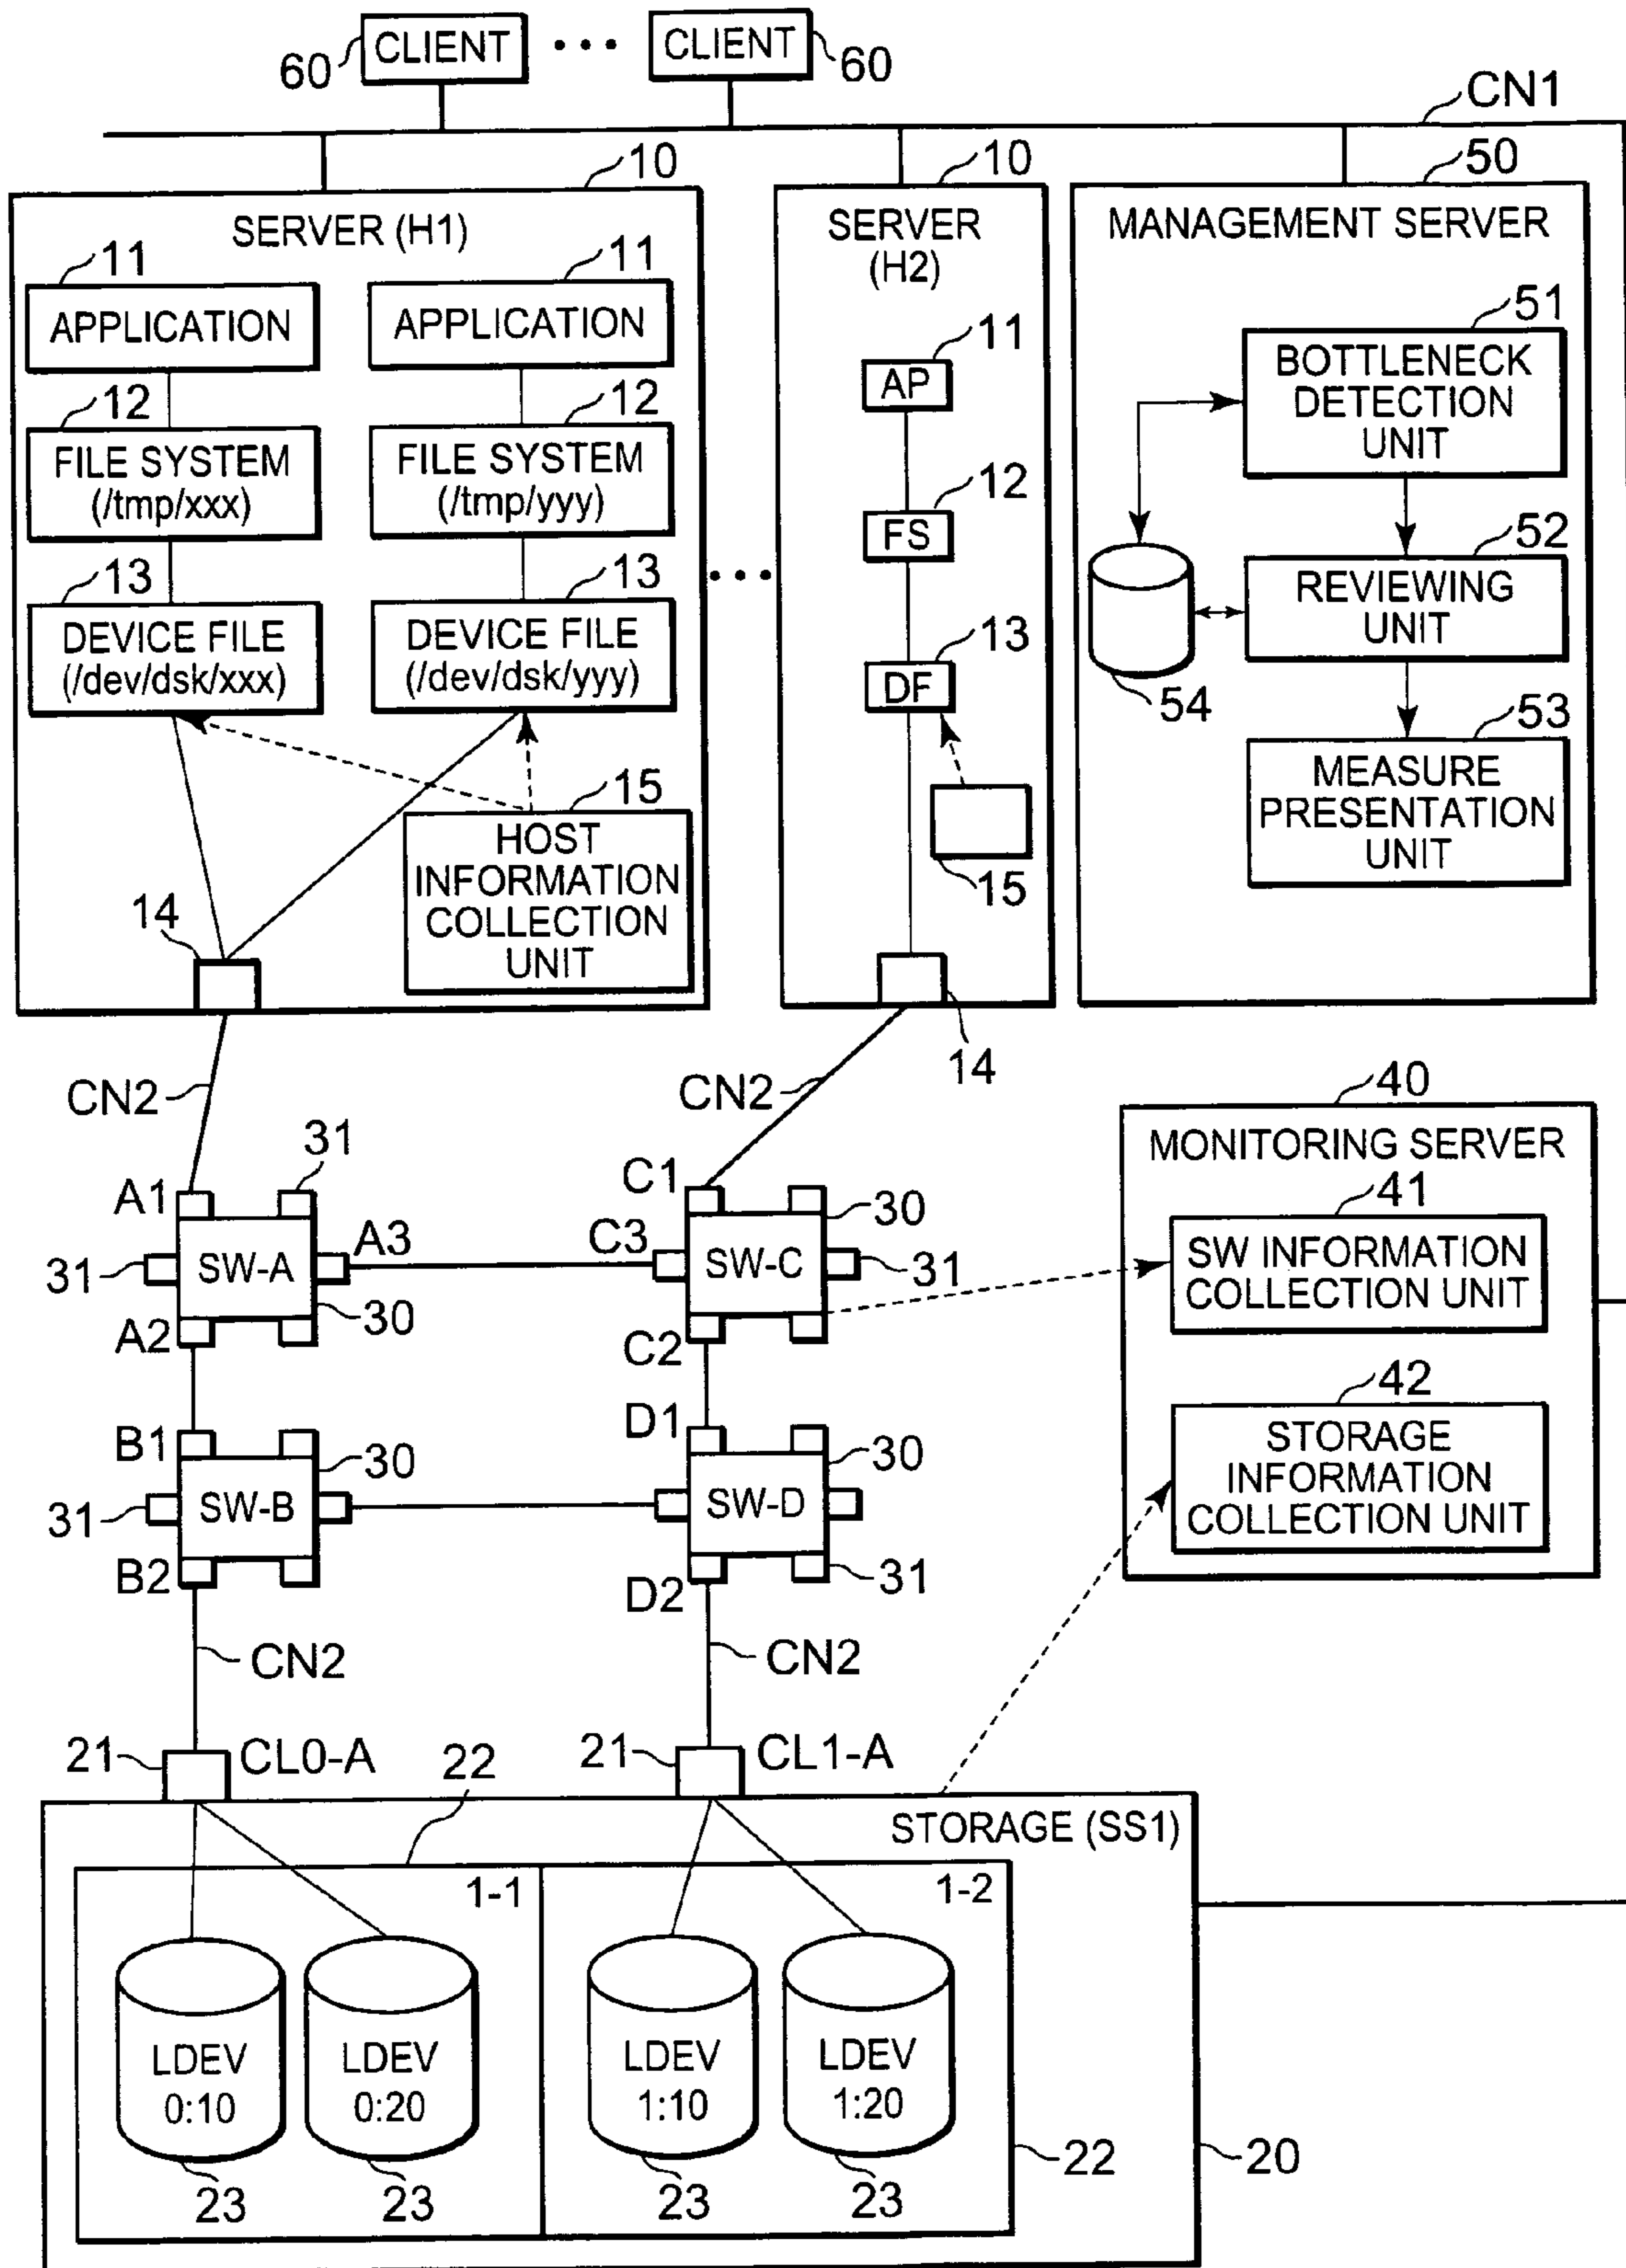 CLIENT
•••
CLIENT
60
60
CN1
10
10
50
SERVER (H1)
11
APPLICATION
12
FILE SYSTEM
(/tmp/xxx)
13
DEVICE FILE
(/dev/dsk/xxx)
11
APPLICATION
12
FILE SYSTEM
(/tmp/yyy)
13
DEVICE FILE
(/dev/dsk/yyy)
15
HOST
INFORMATION
COLLECTION
UNIT
14
•••
SERVER
(H2)
11
AP
12
FS
13
DF
15
14
MANAGEMENT SERVER
51
BOTTLENECK
DETECTION
UNIT
52
REVIEWING
UNIT
54
53
MEASURE
PRESENTATION
UNIT
CN2
CN2
31
A1
31
SW-A
A3
30
A2
C1
30
C3
SW-C
31
C2
B1
30
31
SW-B
B2
D1
30
SW-D
31
D2
40
MONITORING SERVER
41
SW INFORMATION
COLLECTION UNIT
42
STORAGE
INFORMATION
COLLECTION UNIT
CN2
CN2
21
CL0-A
22
21
CL1-A
STORAGE (SS1)
1-1
1-2
LDEV
0:10
LDEV
0:20
LDEV
1:10
LDEV
1:20
23
23
23
23
22
20